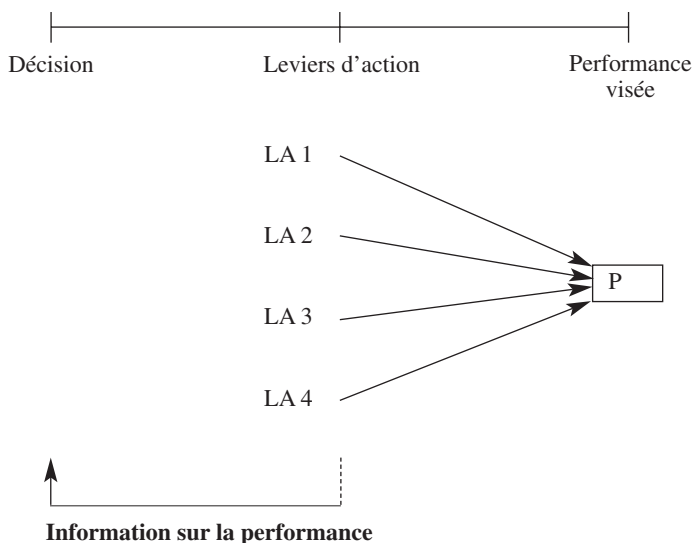 Décision Leviers d'action Performance
visée
LA 1
LA 2
P
LA 3
LA 4
Information sur la performance